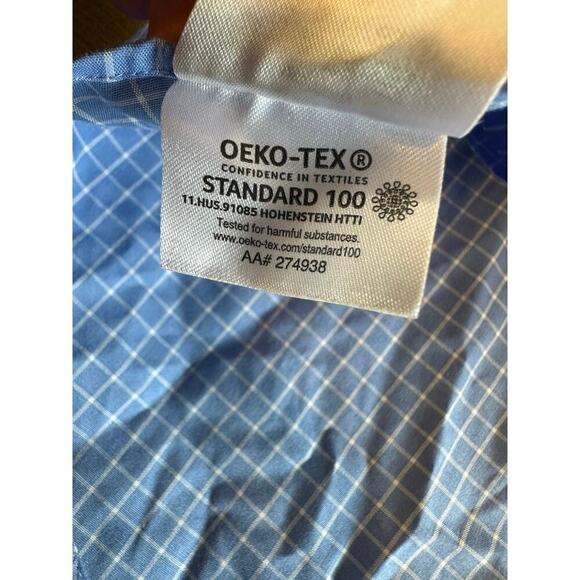 OEKO-TEX®
CONFIDENCE IN TEXTILES
STANDARD 100
11.HUS.91085 HOHENSTEIN HTTI
Tested for harmful substances.
www.oeko-tex.com/standard100
AA# 274938